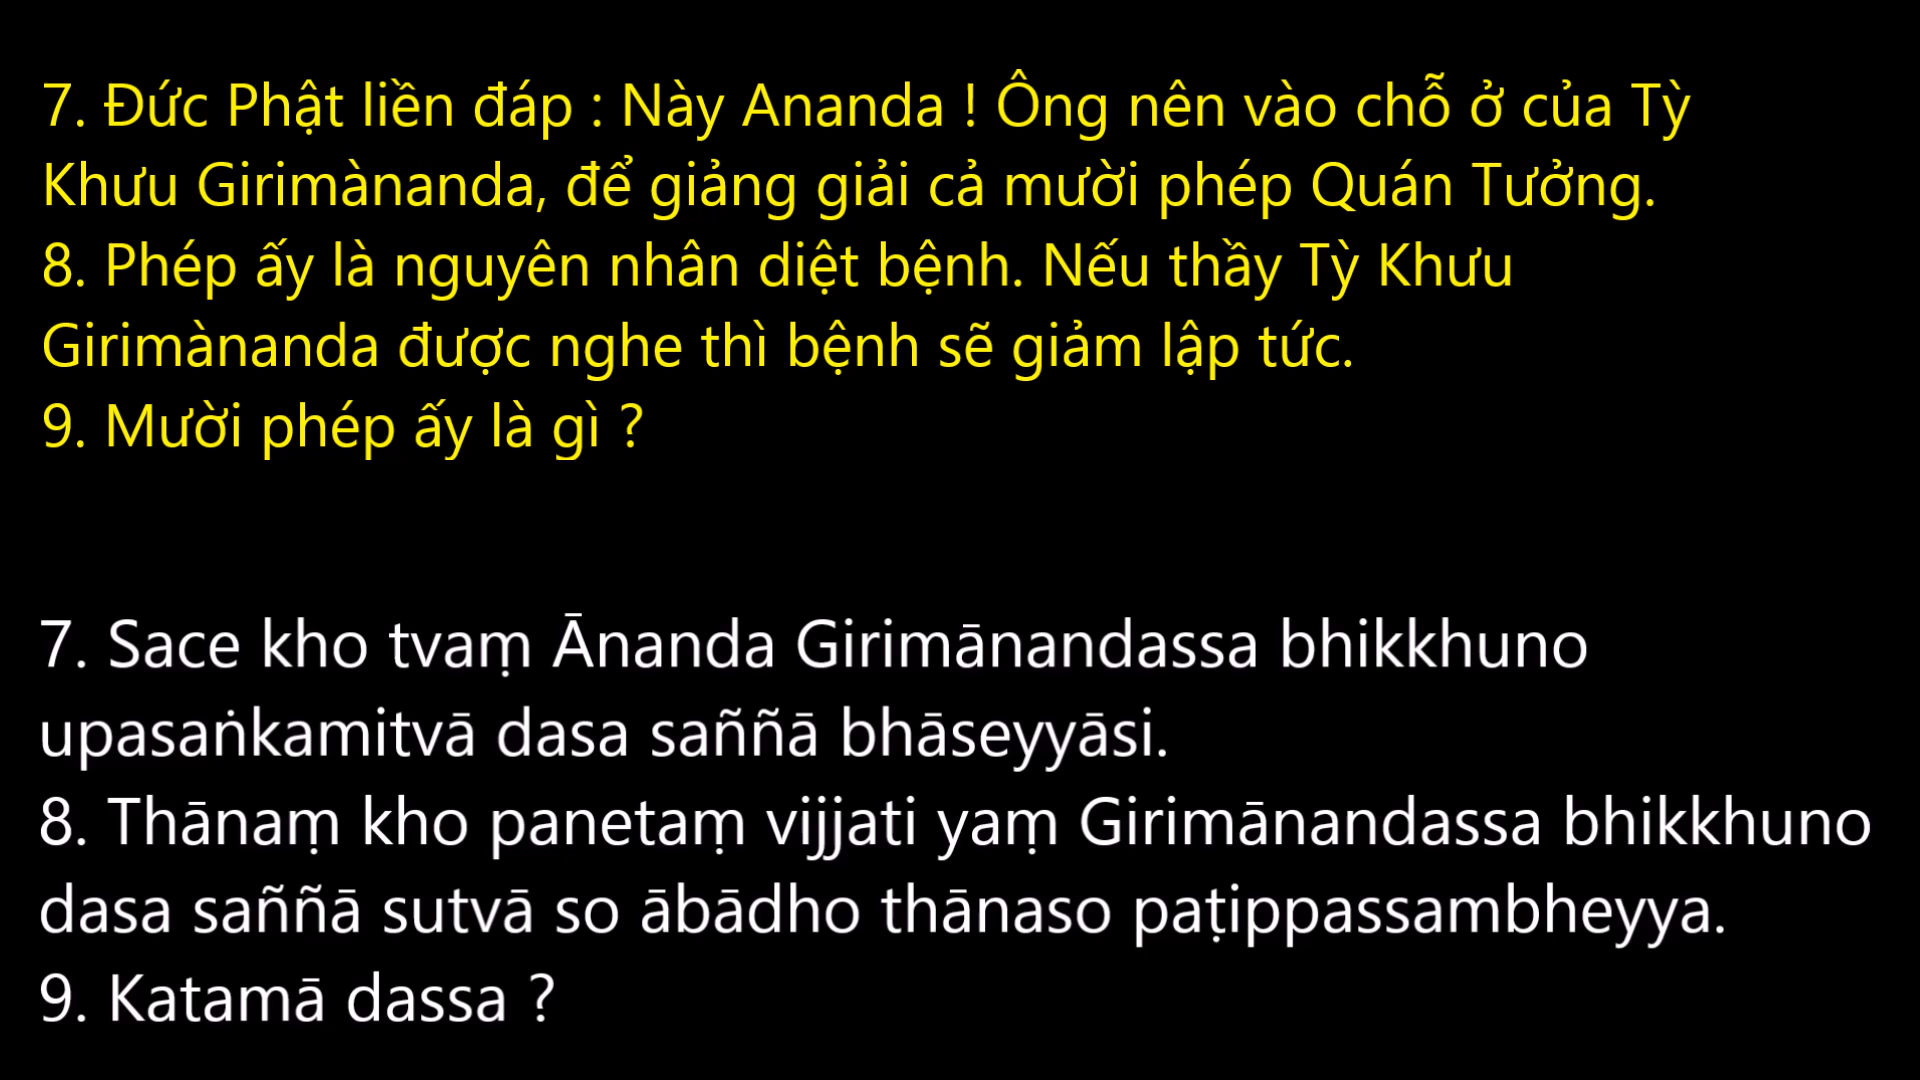 7. Đức Phật liền đáp : Này Ananda ! Ông nên vào chỗ ở của Tỳ
Khưu Girimànanda, để giảng giải cả mười phép Quán Tưởng.
8. Phép ấy là nguyên nhân diệt bệnh. Nếu thầy Tỳ Khưu
Girimànanda được nghe thì bệnh sẽ giảm lập tức.
9. Mười phép ấy là gì ?
7. Sace kho tvaṃ Ānanda Girimānandassa bhikkhuno
upasaṅkamitvā dasa saññā bhāseyyāsi.
8. Thānaṃ kho panetaṃ vijjati yaṃ Girimānandassa bhikkhuno
dasa saññā sutvā so ābādho thānaso paṭippassambheyya.
9. Katamā dassa ?